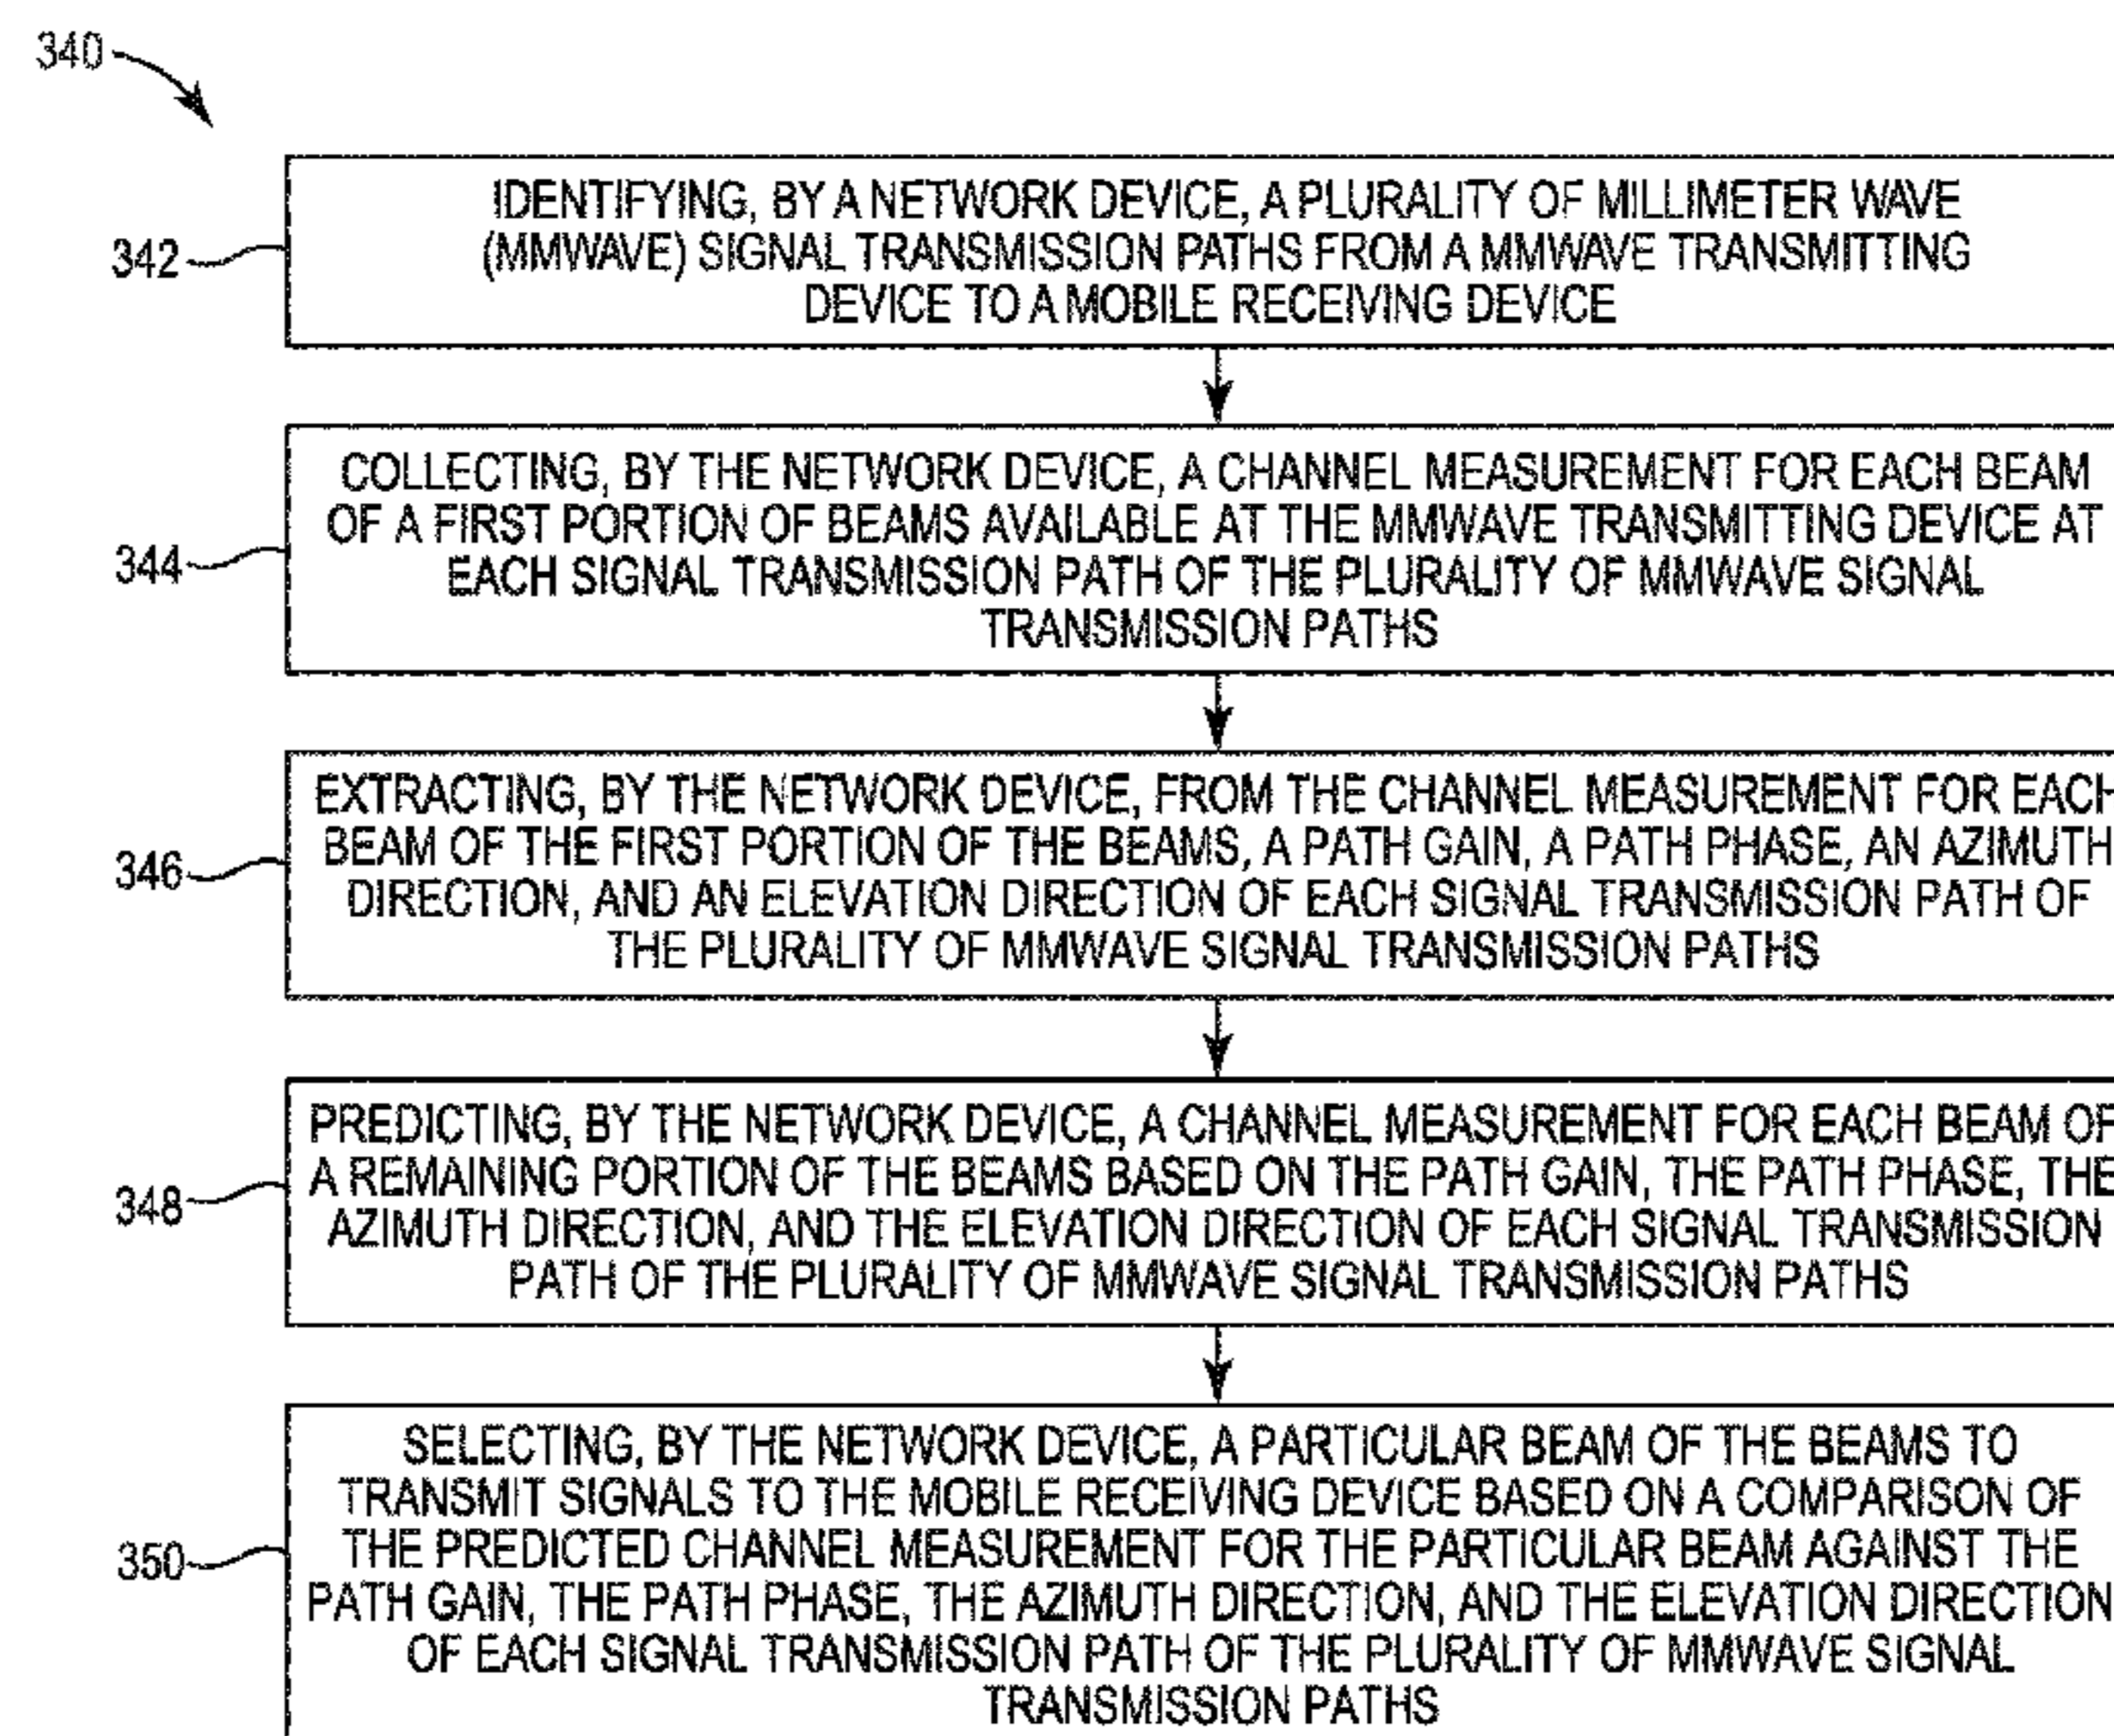 340
342
IDENTIFYING, BY A NETWORK DEVICE, A PLURALITY OF MILLIMETER WAVE
(MMWAVE) SIGNAL TRANSMISSION PATHS FROM A MMWAVE TRANSMITTING
DEVICE TO A MOBILE RECEIVING DEVICE
344
COLLECTING, BY THE NETWORK DEVICE, A CHANNEL MEASUREMENT FOR EACH BEAM
OF A FIRST PORTION OF BEAMS AVAILABLE AT THE MMWAVE TRANSMITTING DEVICE AT
EACH SIGNAL TRANSMISSION PATH OF THE PLURALITY OF MMWAVE SIGNAL
TRANSMISSION PATHS
346
EXTRACTING, BY THE NETWORK DEVICE, FROM THE CHANNEL MEASUREMENT FOR EACH
BEAM OF THE FIRST PORTION OF THE BEAMS, A PATH GAIN, A PATH PHASE, AN AZIMUTH
DIRECTION, AND AN ELEVATION DIRECTION OF EACH SIGNAL TRANSMISSION PATH OF
THE PLURALITY OF MMWAVE SIGNAL TRANSMISSION PATHS
348
PREDICTING, BY THE NETWORK DEVICE, A CHANNEL MEASUREMENT FOR EACH BEAM OF
A REMAINING PORTION OF THE BEAMS BASED ON THE PATH GAIN, THE PATH PHASE, THE
AZIMUTH DIRECTION, AND THE ELEVATION DIRECTION OF EACH SIGNAL TRANSMISSION
PATH OF THE PLURALITY OF MMWAVE SIGNAL TRANSMISSION PATHS
350
SELECTING, BY THE NETWORK DEVICE, A PARTICULAR BEAM OF THE BEAMS TO
TRANSMIT SIGNALS TO THE MOBILE RECEIVING DEVICE BASED ON A COMPARISON OF
THE PREDICTED CHANNEL MEASUREMENT FOR THE PARTICULAR BEAM AGAINST THE
PATH GAIN, THE PATH PHASE, THE AZIMUTH DIRECTION, AND THE ELEVATION DIRECTION
OF EACH SIGNAL TRANSMISSION PATH OF THE PLURALITY OF MMWAVE SIGNAL
TRANSMISSION PATHS